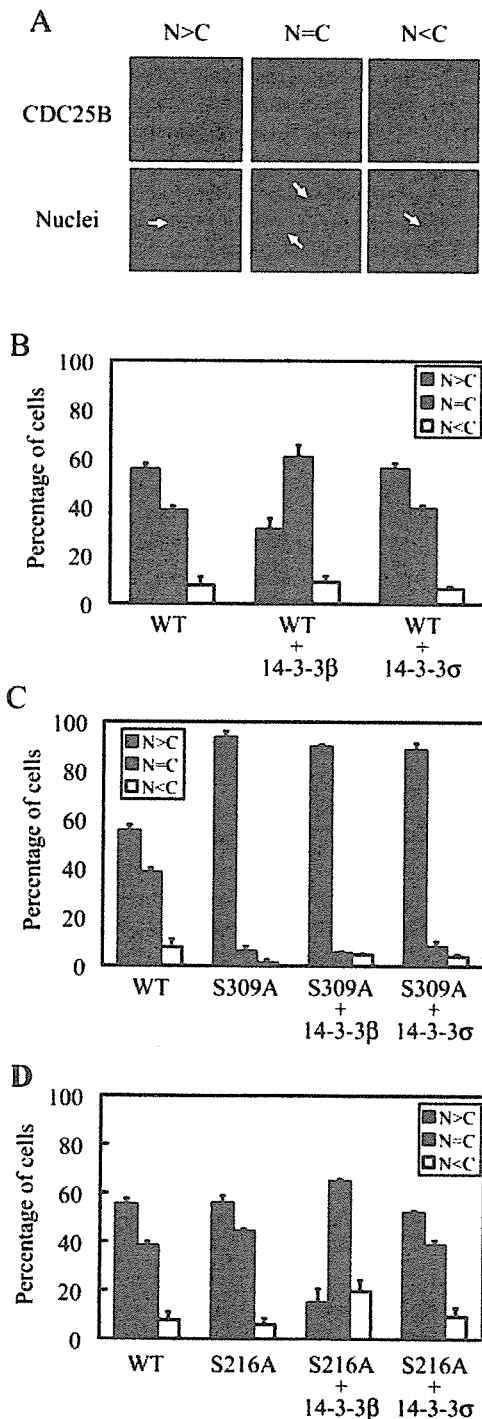 A
N>C N=C N<C
CDC25B
Nuclei
B
Percentage of cells
100
80
60
40
20
0
N>C
N=C
N<C
WT
WT + 14-3-3β
WT + 14-3-3σ
C
Percentage of cells
100
80
60
40
20
0
N>C
N=C
N<C
WT
S309A
S309A + 14-3-3β
S309A + 14-3-3σ
D
Percentage of cells
100
80
60
40
20
0
N>C
N=C
N<C
WT
S216A
S216A + 14-3-3β
S216A + 14-3-3σ